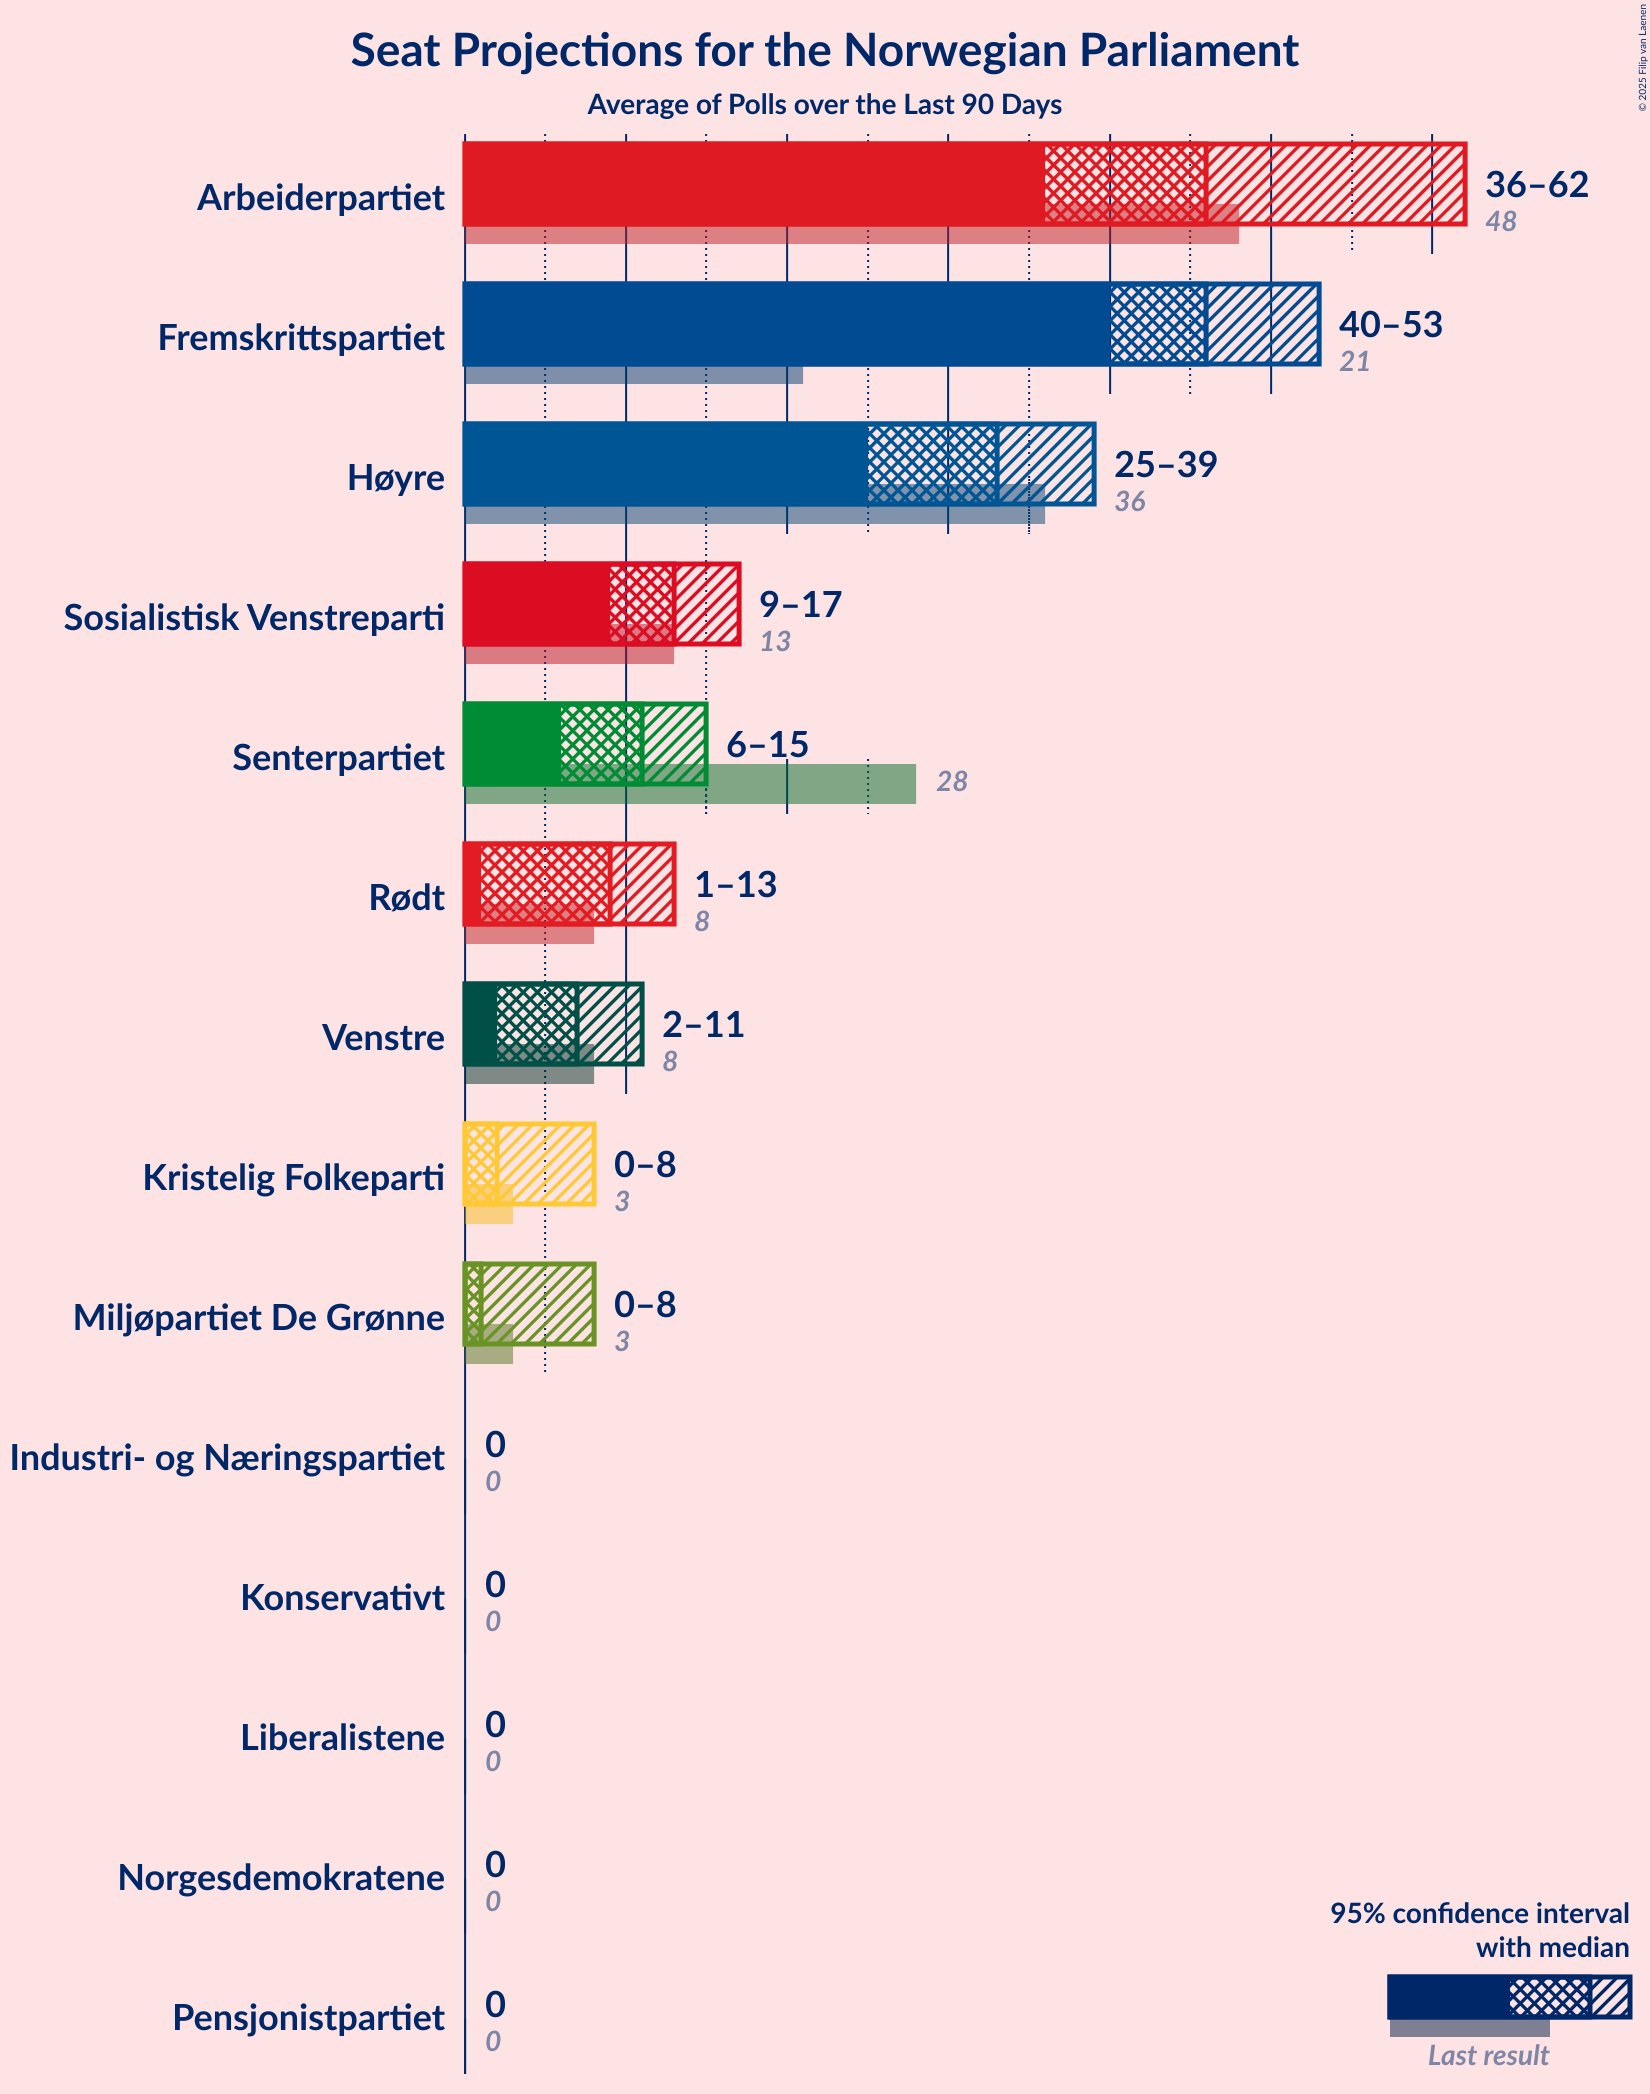 Seat Projections for the Norwegian Parliament
Average of Polls over the Last 90 Days
© 2025 Filip van Laenen
Arbeiderpartiet
36–62
48
Fremskrittspartiet
40–53
21
Høyre
25–39
36
Sosialistisk Venstreparti
9–17
13
Senterpartiet
6–15
28
Rødt
1–13
8
Venstre
2–11
8
Kristelig Folkeparti
0–8
3
Miljøpartiet De Grønne
0–8
3
Industri- og Næringspartiet
0
0
Konservativt
0
0
Liberalistene
0
0
Norgesdemokratene
0
0
Pensjonistpartiet
0
0
95% confidence interval
with median
Last result